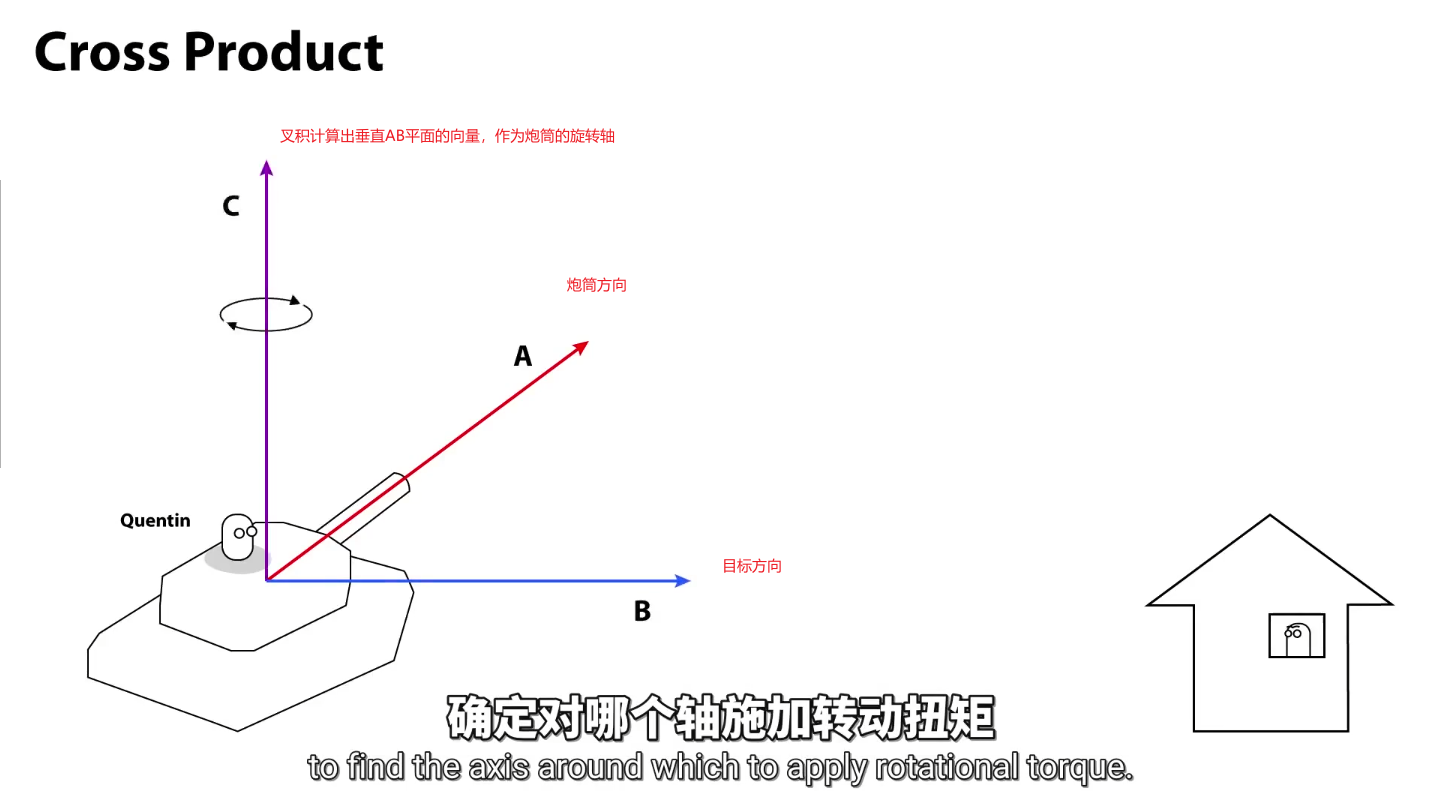 Cross Product
叉积计算出垂直AB平面的向量，作为炮筒的旋转轴
C
炮筒方向
A
Quentin
目标方向
B
确定对哪个轴施加转动扭矩
to find the axis around which to apply rotational torque.